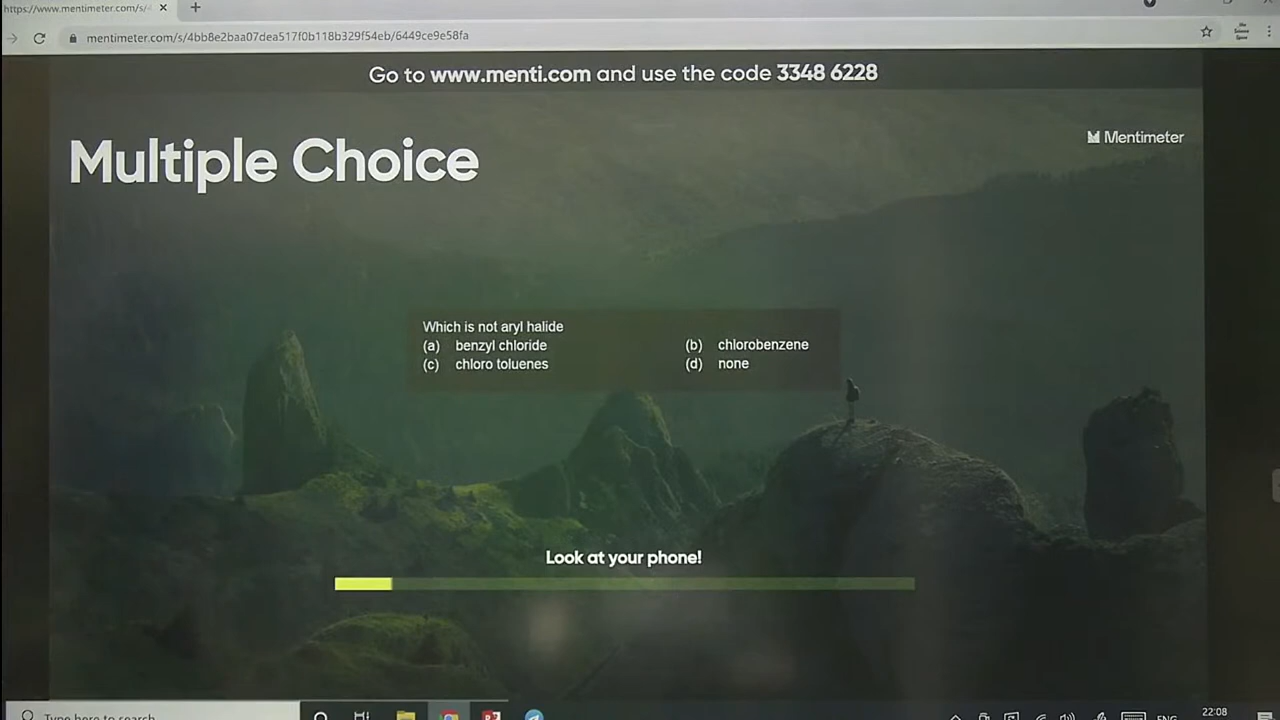 https://www.mentimeter.com/s/4
mentimeter.com/s/4bb8e2baa07dea517f0b118b329f54eb/6449ce9e58fa
Go to www.menti.com and use the code 3348 6228
Mentimeter
Multiple Choice
Which is not aryl halide
(a) benzyl chloride (b) chlorobenzene
(c) chloro toluenes (d) none
Look at your phone!
Type here to search
ENG
22:08